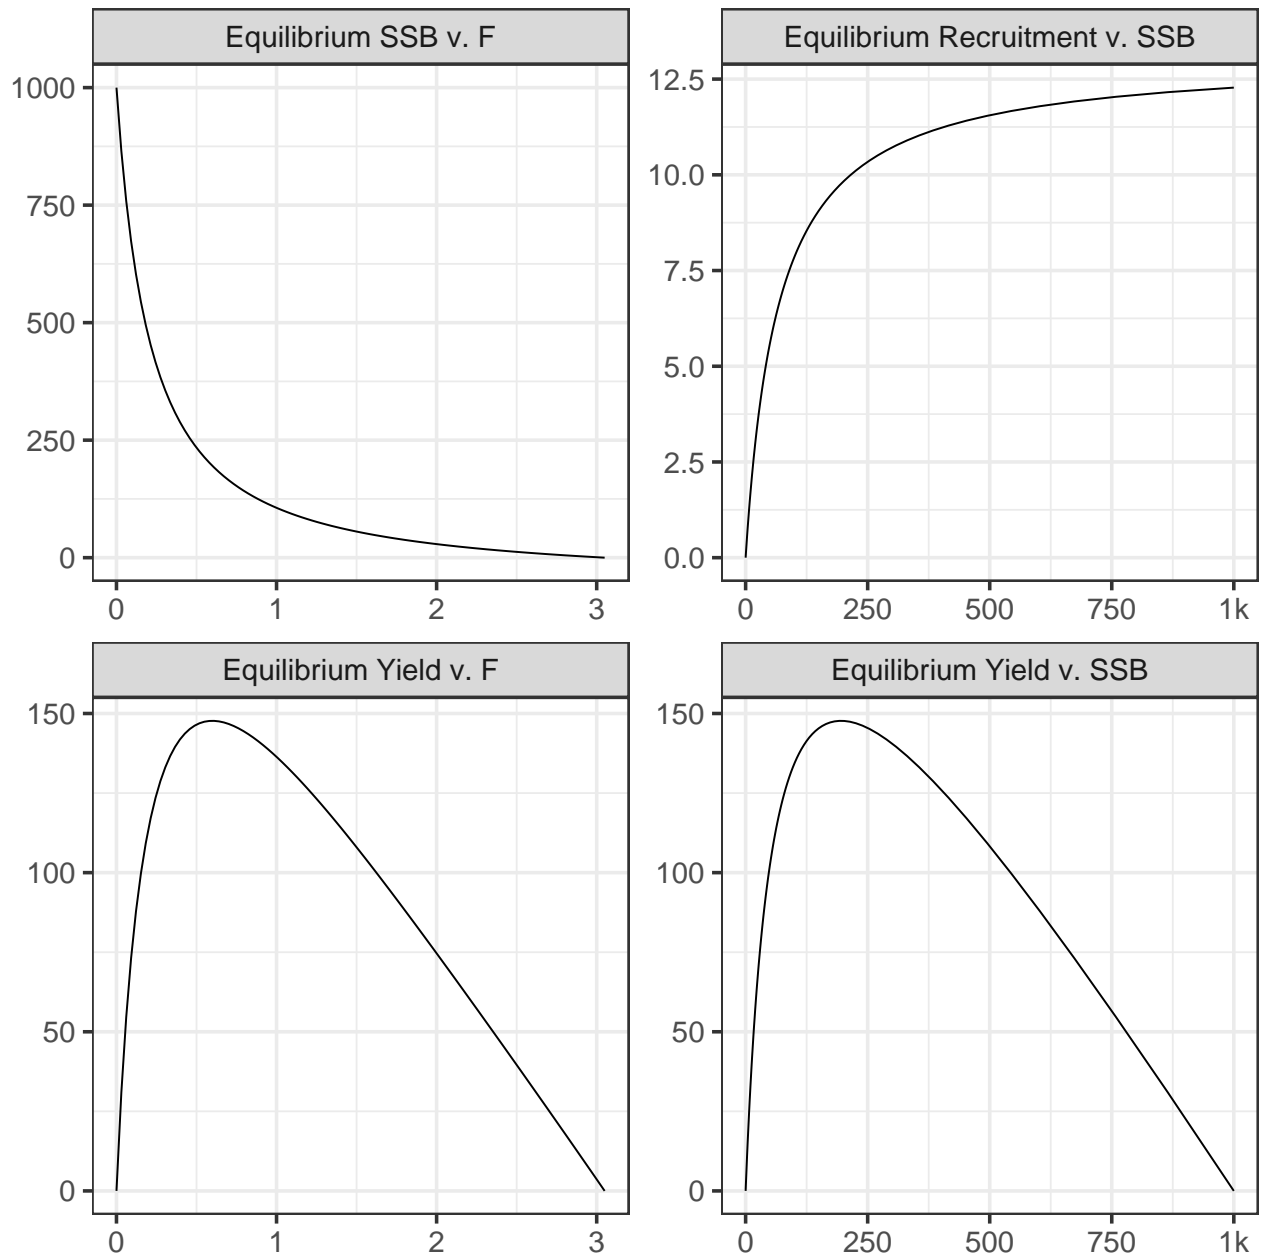 Equilibrium SSB v. F
1000
750
500
250
0
0 1 2 3
Equilibrium Recruitment v. SSB
12.5
10.0
7.5
5.0
2.5
0.0
0 250 500 750 1k
Equilibrium Yield v. F
150
100
50
0
0 1 2 3
Equilibrium Yield v. SSB
150
100
50
0
0 250 500 750 1k